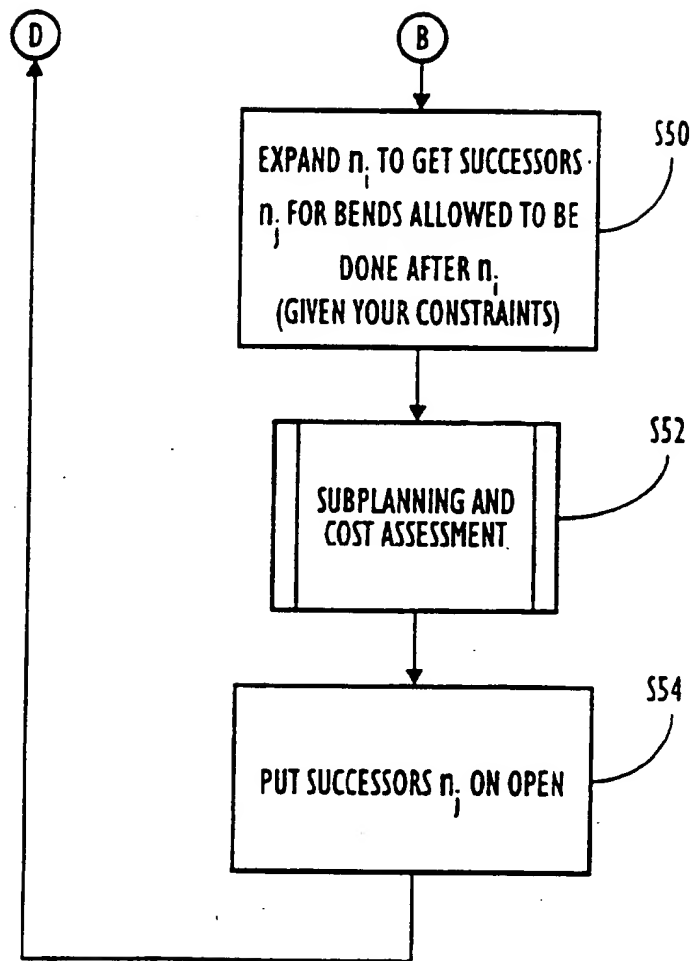 D
B
EXPAND n_i TO GET SUCCESSORS
n_j FOR BENDS ALLOWED TO BE
DONE AFTER n_i
(GIVEN YOUR CONSTRAINTS)
S50
SUBPLANNING AND
COST ASSESSMENT
S52
PUT SUCCESSORS n_j ON OPEN
S54